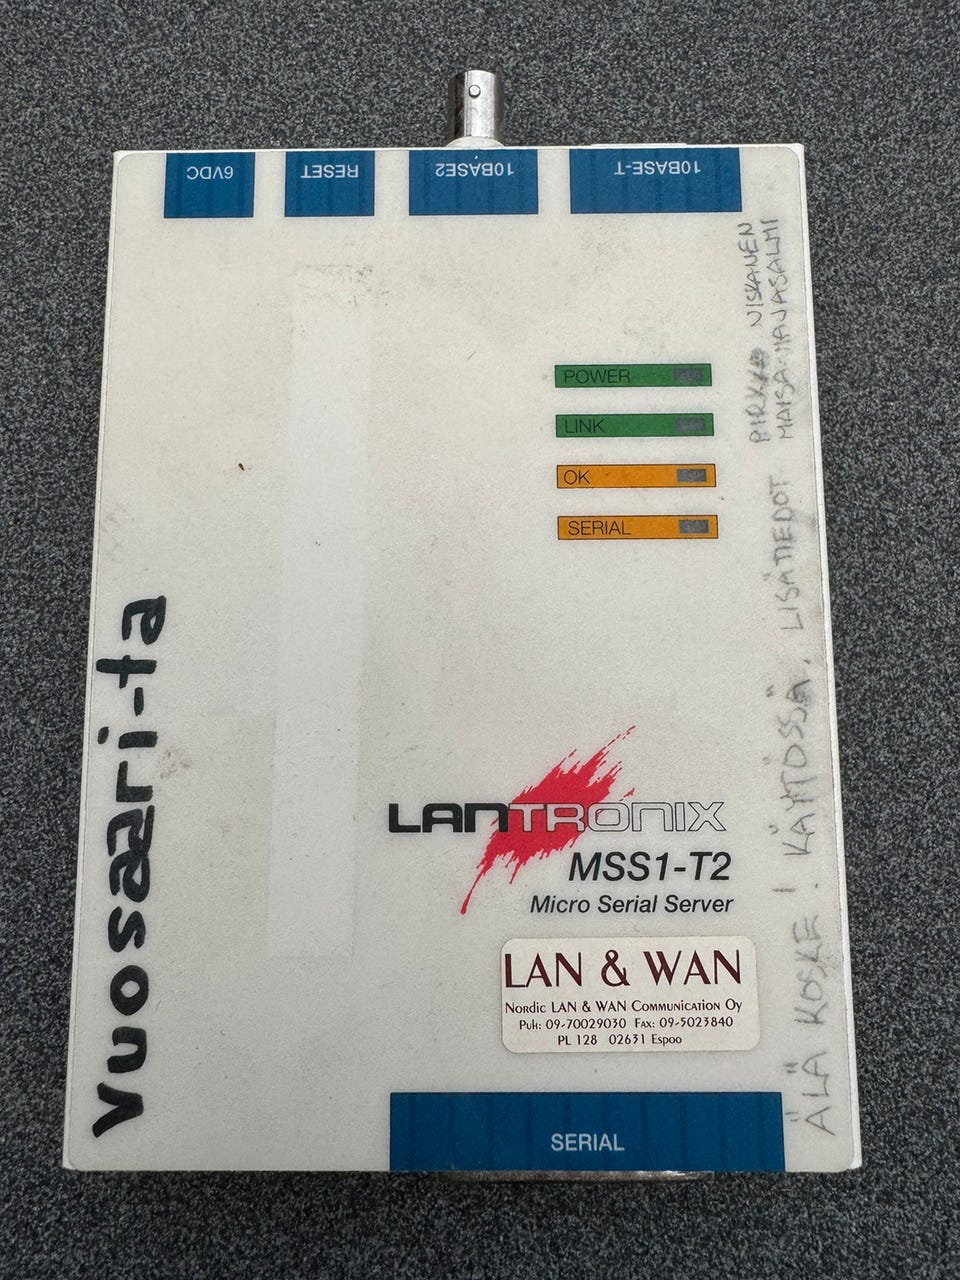 6VDC
RESET
10BASE2
10BASE-T
POWER
LINK
OK
SERIAL
LANTRONIX
MSS1-T2
Micro Serial Server
LAN & WAN
Nordic LAN & WAN Communication Oy
Puh: 09-70029030 Fax: 09-5023840
PL 128 02631 Espoo
SERIAL
Vuosaari-ta
ÄLÄ KOSKE! KÄYTÖSSÄ. LISÄTIEDOT
NISKANEN